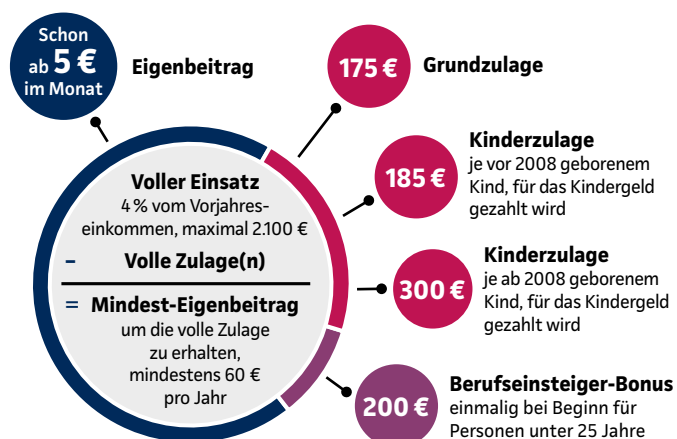 Schon
ab 5 €
im Monat
Eigenbeitrag
175 €
Grundzulage
Kinderzulage
185 €
je vor 2008 geborenem
Kind, für das Kindergeld
gezahlt wird
Voller Einsatz
4 % vom Vorjahres-
einkommen, maximal 2.100 €
– Volle Zulage(n)
= Mindest-Eigenbeitrag
um die volle Zulage
zu erhalten,
mindestens 60 €
pro Jahr
Kinderzulage
300 €
je ab 2008 geborenem
Kind, für das Kindergeld
gezahlt wird
Berufseinsteiger-Bonus
200 €
einmalig bei Beginn für
Personen unter 25 Jahre